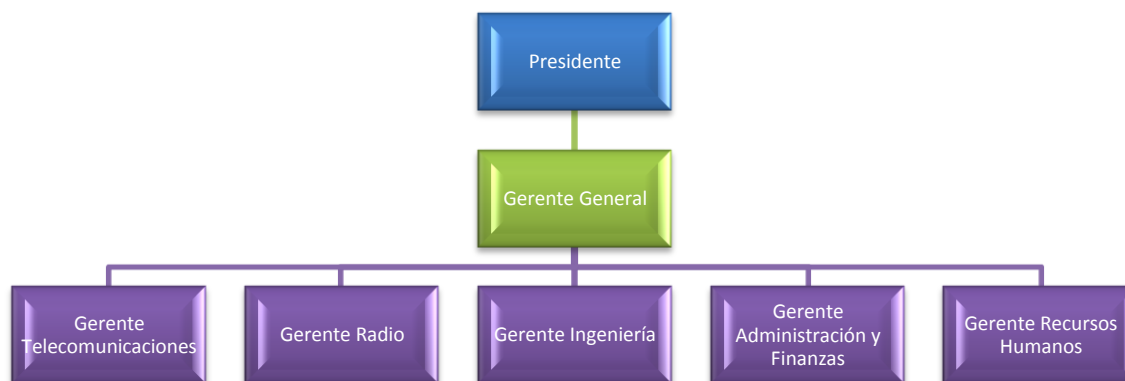 Presidente
Gerente General
Gerente
Telecomunicaciones
Gerente Radio
Gerente Ingeniería
Gerente
Administración y
Finanzas
Gerente Recursos
Humanos